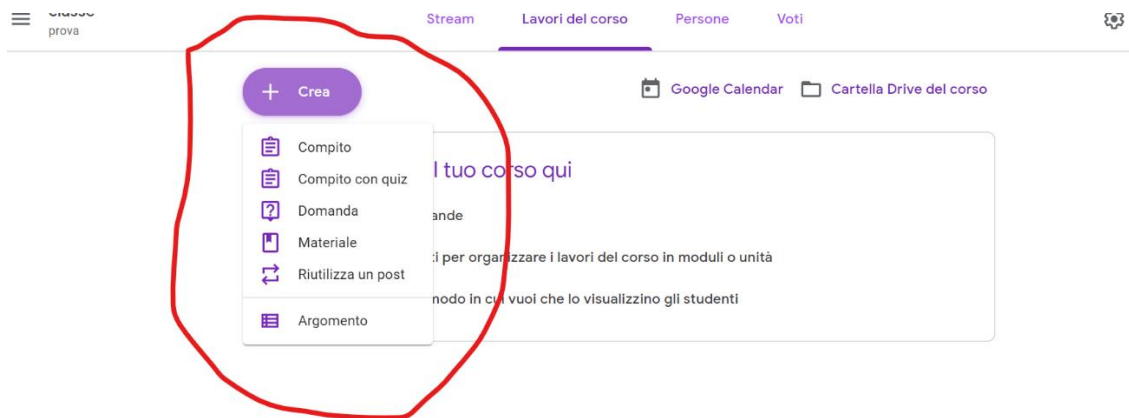 classe
prova
Stream Lavori del corso Persone Voti
Crea
Google Calendar Cartella Drive del corso
Compito
Compito con quiz
Domanda
Materiale
Riutilizza un post
Argomento
l tuo corso qui
ande
ti per organizzare i lavori del corso in moduli o unità
modo in cui vuoi che lo visualizzino gli studenti